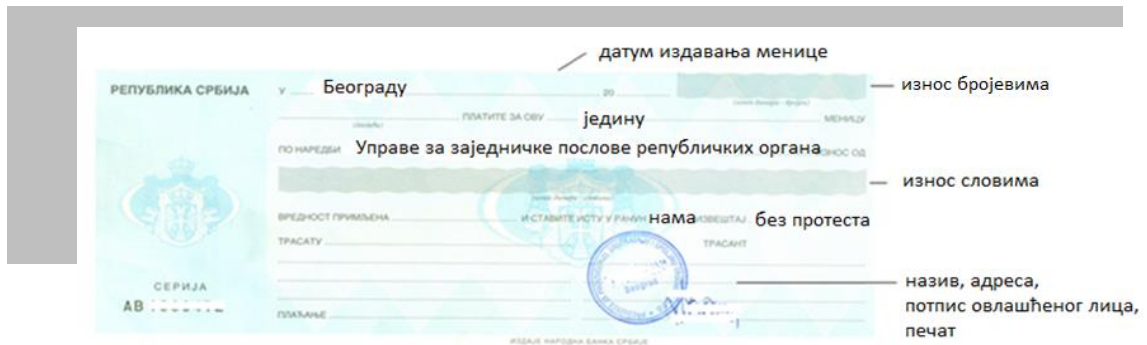 датум издавања менице
РЕПУБЛИКА СРБИЈА У Београду 20 износ бројевима
ПЛАТИТЕ ЗА ОВУ једину МЕНИЦУ
ПО НАРЕДБИ Управе за заједничке послове републичких органа ИЗНОС ОД
износ словима
ВРЕДНОСТ ПРИМЉЕНА И СТАВИТЕ ИСТУ У РАЧУН нама ИЗВЕШТАЈ без протеста
ТРАСАТУ ТРАСАНТ
СЕРИЈА назив, адреса,
АВ потпис овлашћеног лица,
ПЛАЋАЊЕ печат
ИЗДАЈЕ НАРОДНА БАНКА СРБИЈЕ